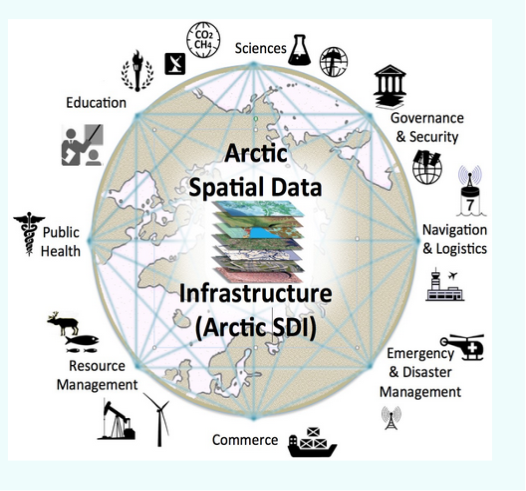 CO2
CH4
Sciences
Education
Governance
& Security
Arctic
Spatial Data
7
Public
Health
Navigation
& Logistics
Infrastructure
(Arctic SDI)
Resource
Management
Emergency
& Disaster
Management
Commerce